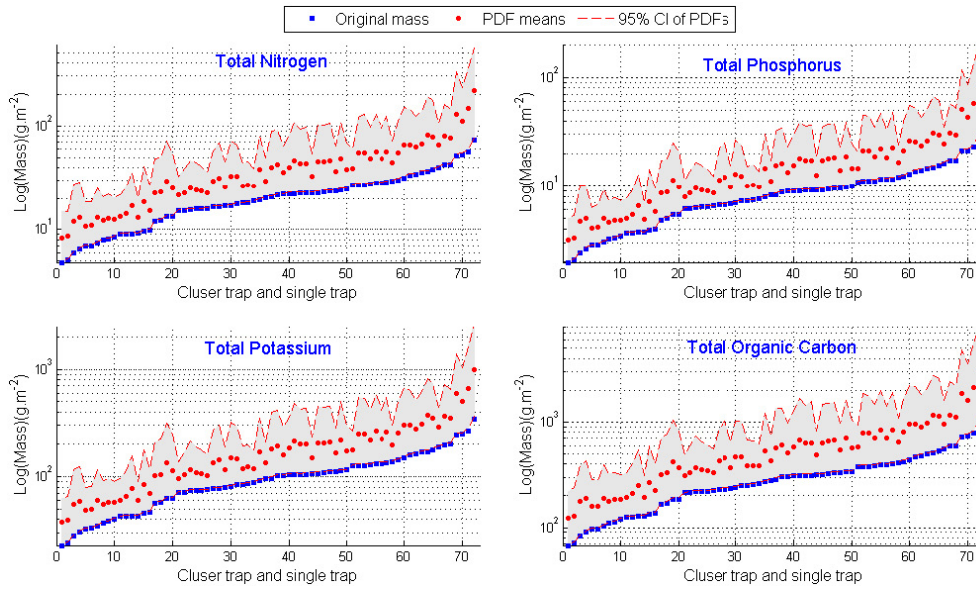 Original mass PDF means 95% CI of PDFs
Total Nitrogen
Log(Mass)(g.m⁻²)
10²
10¹
0 10 20 30 40 50 60 70
Cluser trap and single trap
Total Phosphorus
Log(Mass)(g.m⁻²)
10²
10¹
0 10 20 30 40 50 60 70
Cluser trap and single trap
Total Potassium
Log(Mass)(g.m⁻²)
10³
10²
0 10 20 30 40 50 60 70
Cluser trap and single trap
Total Organic Carbon
Log(Mass)(g.m⁻²)
10³
10²
0 10 20 30 40 50 60 70
Cluser trap and single trap